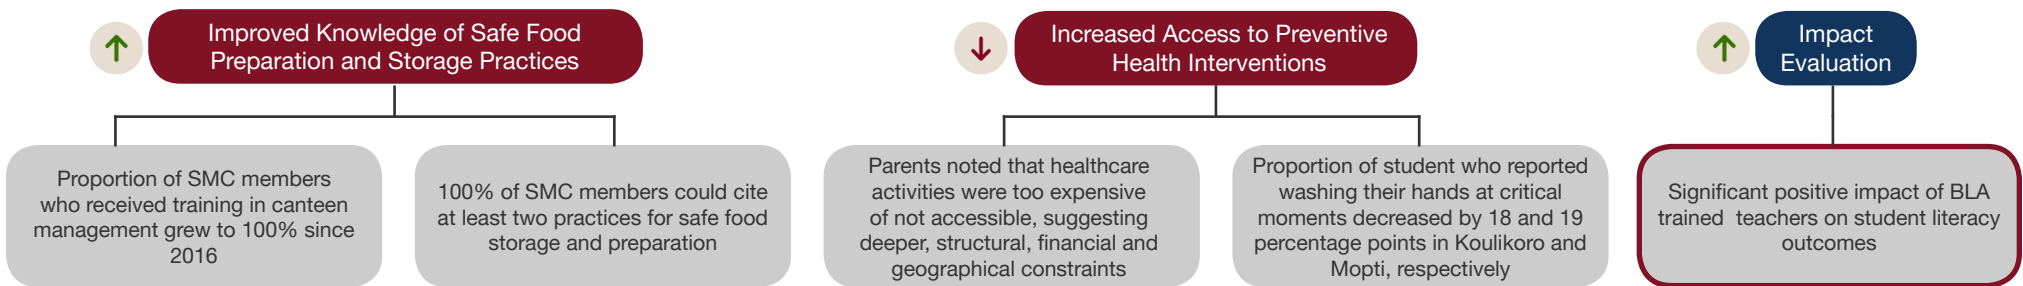 Improved Knowledge of Safe Food
Preparation and Storage Practices
Increased Access to Preventive
Health Interventions
Impact
Evaluation
Proportion of SMC members
who received training in canteen
management grew to 100% since
2016
100% of SMC members could cite
at least two practices for safe food
storage and preparation
Parents noted that healthcare
activities were too expensive
of not accessible, suggesting
deeper, structural, financial and
geographical constraints
Proportion of student who reported
washing their hands at critical
moments decreased by 18 and 19
percentage points in Koulikoro and
Mopti, respectively
Significant positive impact of BLA
trained  teachers on student literacy
outcomes